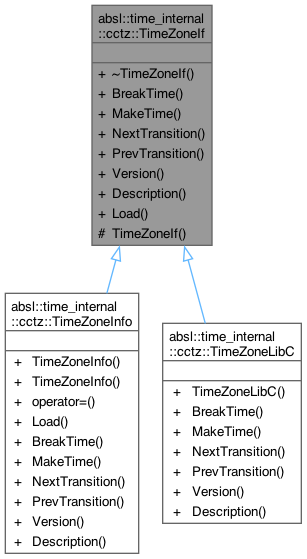 absl::time_internal
::cctz::TimeZoneIf
+ ~TimeZoneIf()
+ BreakTime()
+ MakeTime()
+ NextTransition()
+ PrevTransition()
+ Version()
+ Description()
+ Load()
# TimeZoneIf()
absl::time_internal
::cctz::TimeZoneInfo
+ TimeZoneInfo()
+ TimeZoneInfo()
+ operator=()
+ Load()
+ BreakTime()
+ MakeTime()
+ NextTransition()
+ PrevTransition()
+ Version()
+ Description()
absl::time_internal
::cctz::TimeZoneLibC
+ TimeZoneLibC()
+ BreakTime()
+ MakeTime()
+ NextTransition()
+ PrevTransition()
+ Version()
+ Description()